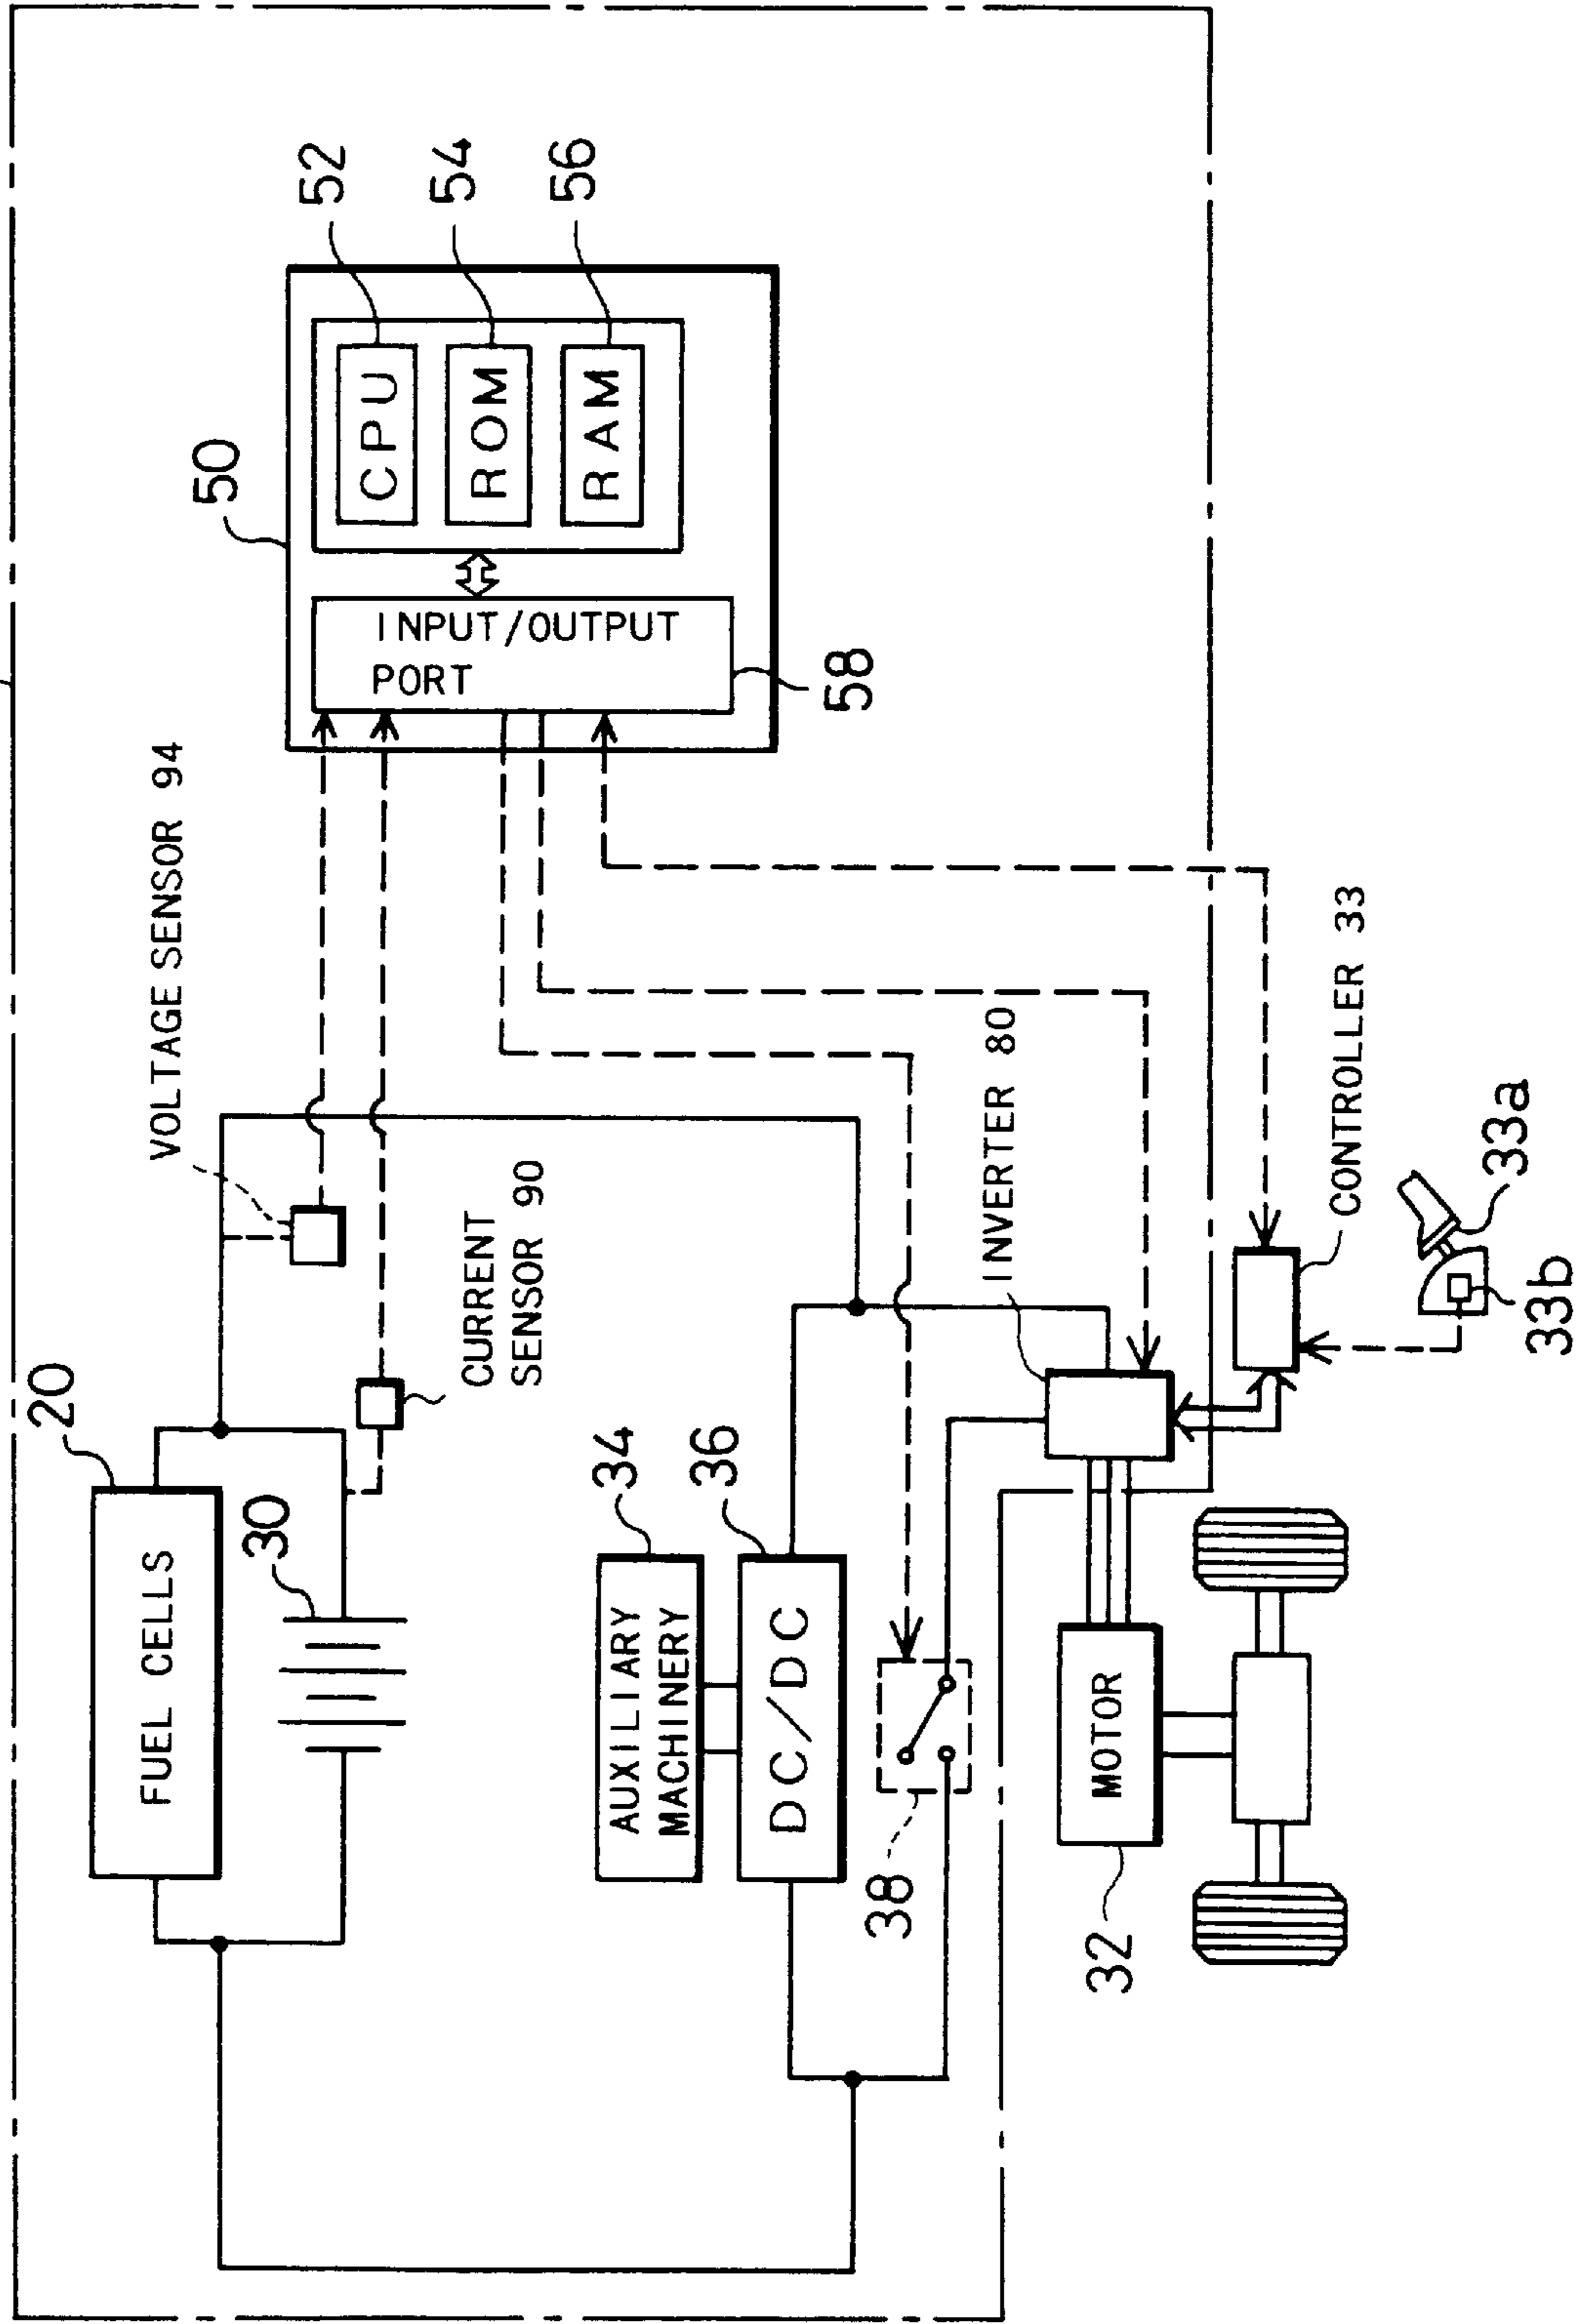 20
FUEL CELLS
30
VOLTAGE SENSOR 94
CURRENT
SENSOR 90
50
52
CPU
54
ROM
56
RAM
INPUT/OUTPUT
PORT
58
34
AUXILIARY
MACHINERY
36
DC/DC
38
INVERTER 80
32
MOTOR
CONTROLLER 33
33a
33b